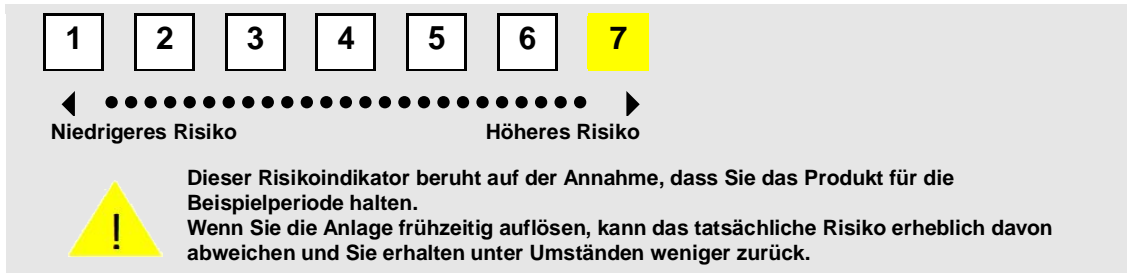 1 2 3 4 5 6 7
Niedrigeres Risiko Höheres Risiko
Dieser Risikoindikator beruht auf der Annahme, dass Sie das Produkt für die
Beispielperiode halten.
! Wenn Sie die Anlage frühzeitig auflösen, kann das tatsächliche Risiko erheblich davon
abweichen und Sie erhalten unter Umständen weniger zurück.